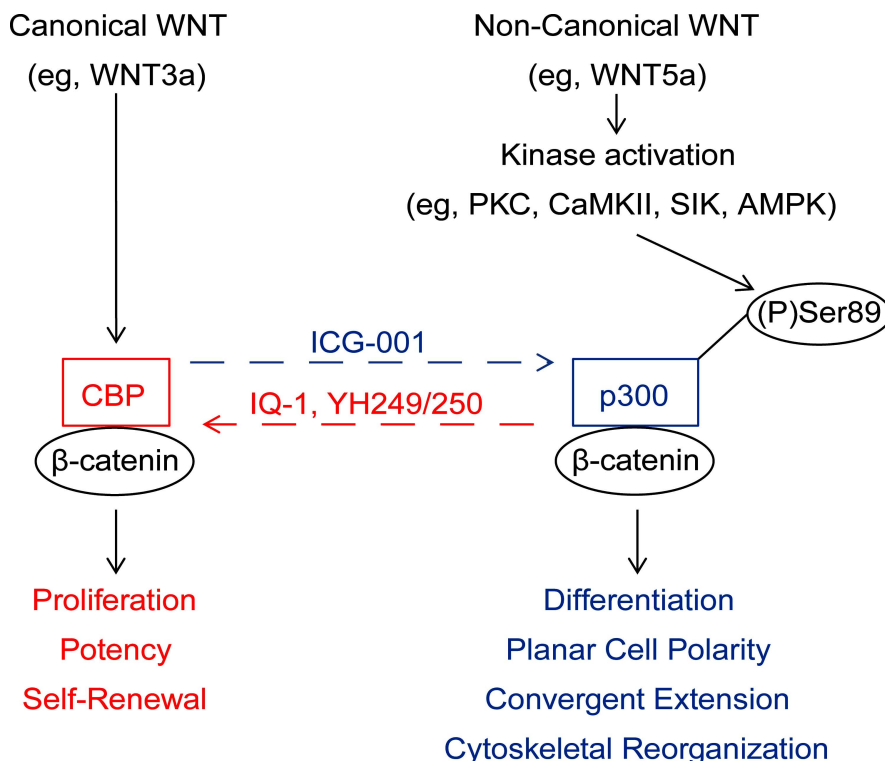 Canonical WNT
(eg, WNT3a)
Non-Canonical WNT
(eg, WNT5a)
Kinase activation
(eg, PKC, CaMKII, SIK, AMPK)
(P)Ser89
ICG-001
CBP
IQ-1, YH249/250
p300
β-catenin
β-catenin
Proliferation
Potency
Self-Renewal
Differentiation
Planar Cell Polarity
Convergent Extension
Cytoskeletal Reorganization